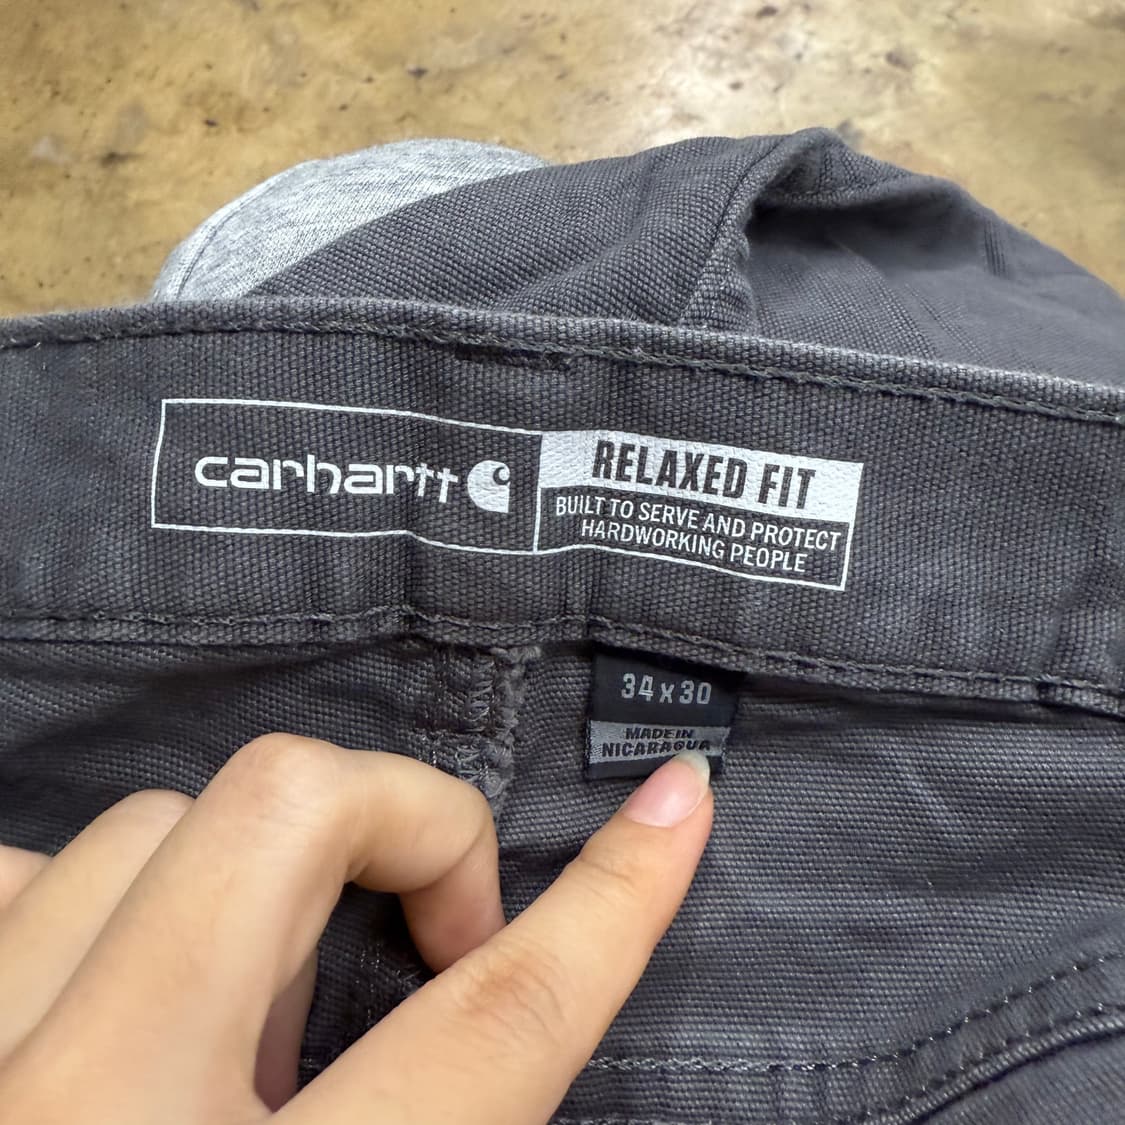 carhartt
RELAXED FIT
BUILT TO SERVE AND PROTECT
HARDWORKING PEOPLE
34 x 30
MADE IN
NICARAGUA